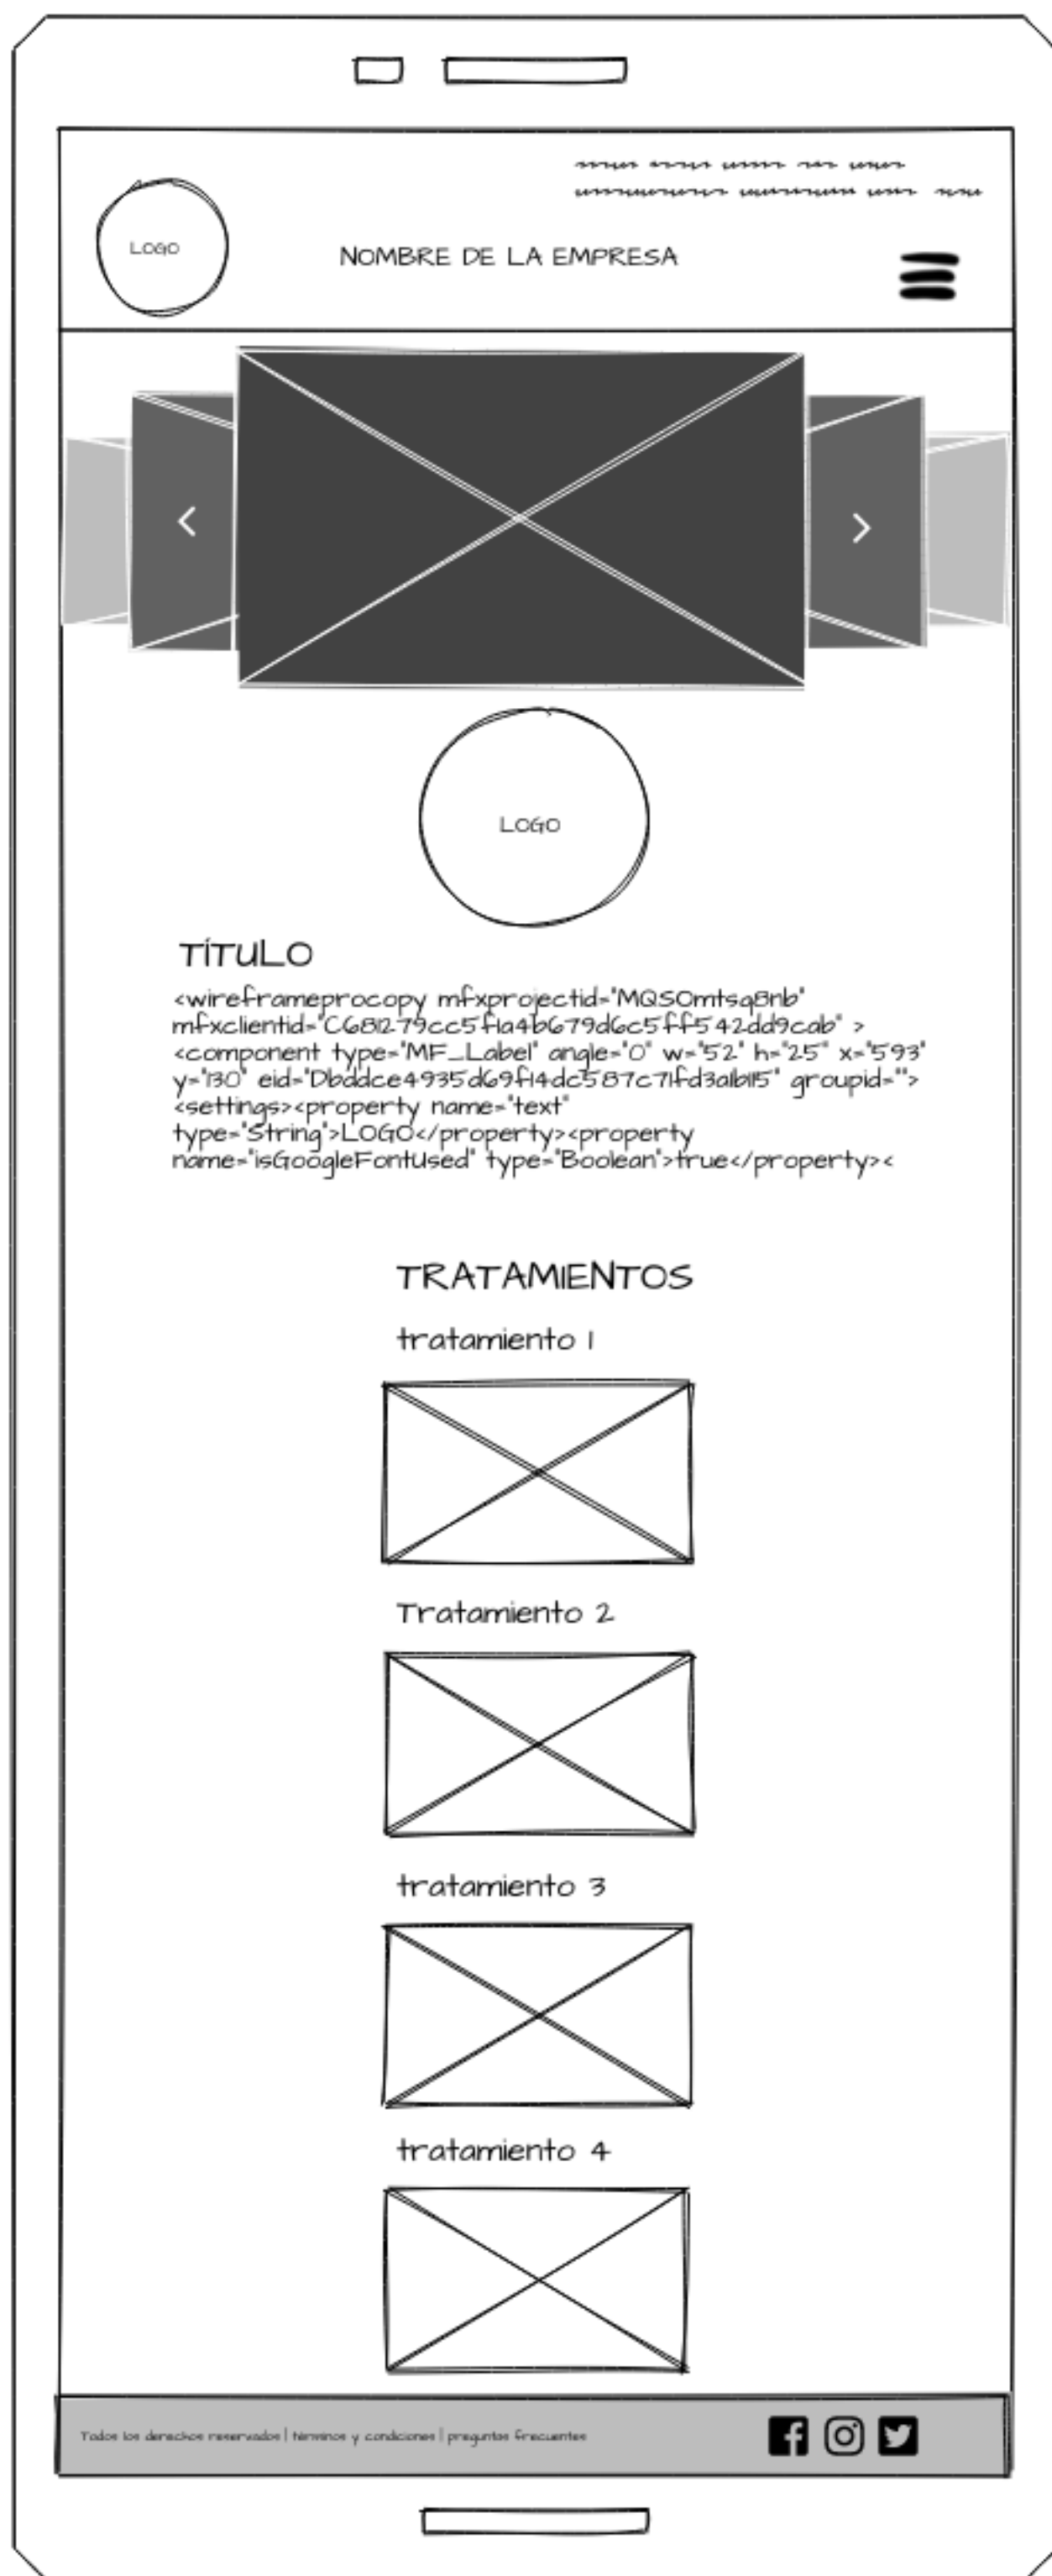 LOGO
NOMBRE DE LA EMPRESA
LOGO
TÍTULO
<wireframeprocopy mfxprojectid="MQSOmtsq8nb"
mfxclientid="C681279cc5f1a4b679d6c5ff542dd9cab" >
<component type="MF_Label" angle="0" w="52" h="25" x="593"
y="130" eid="Dbddce4935d69f14dc587c71fd3a1b115" groupid="">
<settings><property name="text"
type="String">LOGO</property><property
name="isGoogleFontUsed" type="Boolean">true</property><
TRATAMIENTOS
tratamiento 1
Tratamiento 2
tratamiento 3
tratamiento 4
Todos los derechos reservados | términos y condiciones | preguntas frecuentes